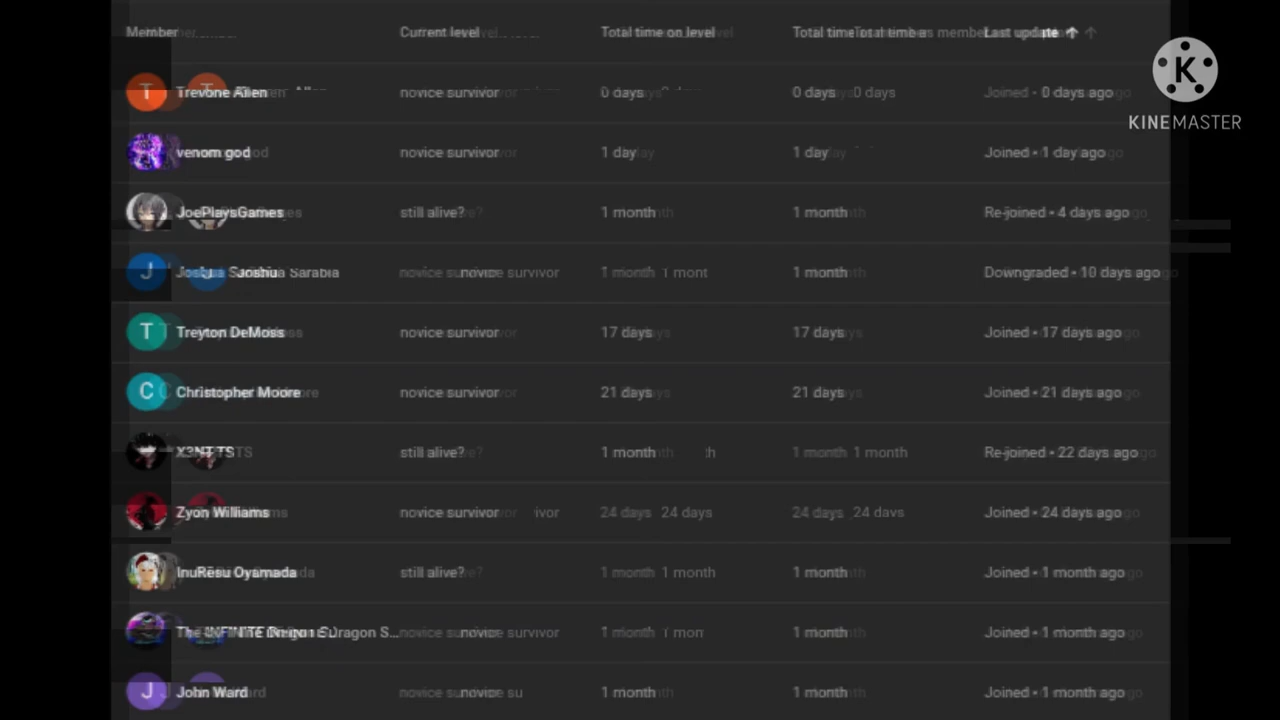 Member Current level Total time on level Total time as member Last update
T Trevone Allen novice survivor 0 days 0 days Joined • 0 days ago
K
KINEMASTER
venom god novice survivor 1 day 1 day Joined • 1 day ago
JoePlaysGames still alive? 1 month 1 month Re-joined • 4 days ago
J Joshua Sarabia novice survivor 1 month 1 month Downgraded • 10 days ago
T Treyton DeMoss novice survivor 17 days 17 days Joined • 17 days ago
C Christopher Moore novice survivor 21 days 21 days Joined • 21 days ago
X3NTTS still alive? 1 month 1 month Re-joined • 22 days ago
Zyon Williams novice survivor 24 days 24 days Joined • 24 days ago
InuResu Oyamada still alive? 1 month 1 month Joined • 1 month ago
The INFINITE Dragon S... novice survivor 1 month 1 month Joined • 1 month ago
J John Ward novice 1 month 1 month Joined • 1 month ago